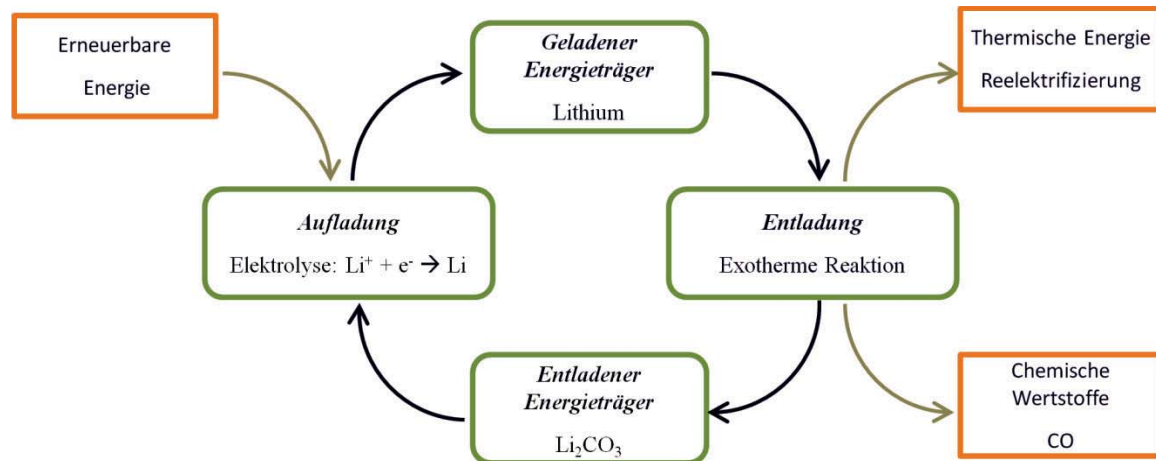 Erneuerbare
Energie
Geladener
Energieträger
Lithium
Thermische Energie
Reelektrifizierung
Aufladung
Elektrolyse: Li⁺ + e⁻ → Li
Entladung
Exotherme Reaktion
Entladener
Energieträger
Li₂CO₃
Chemische
Wertstoffe
CO